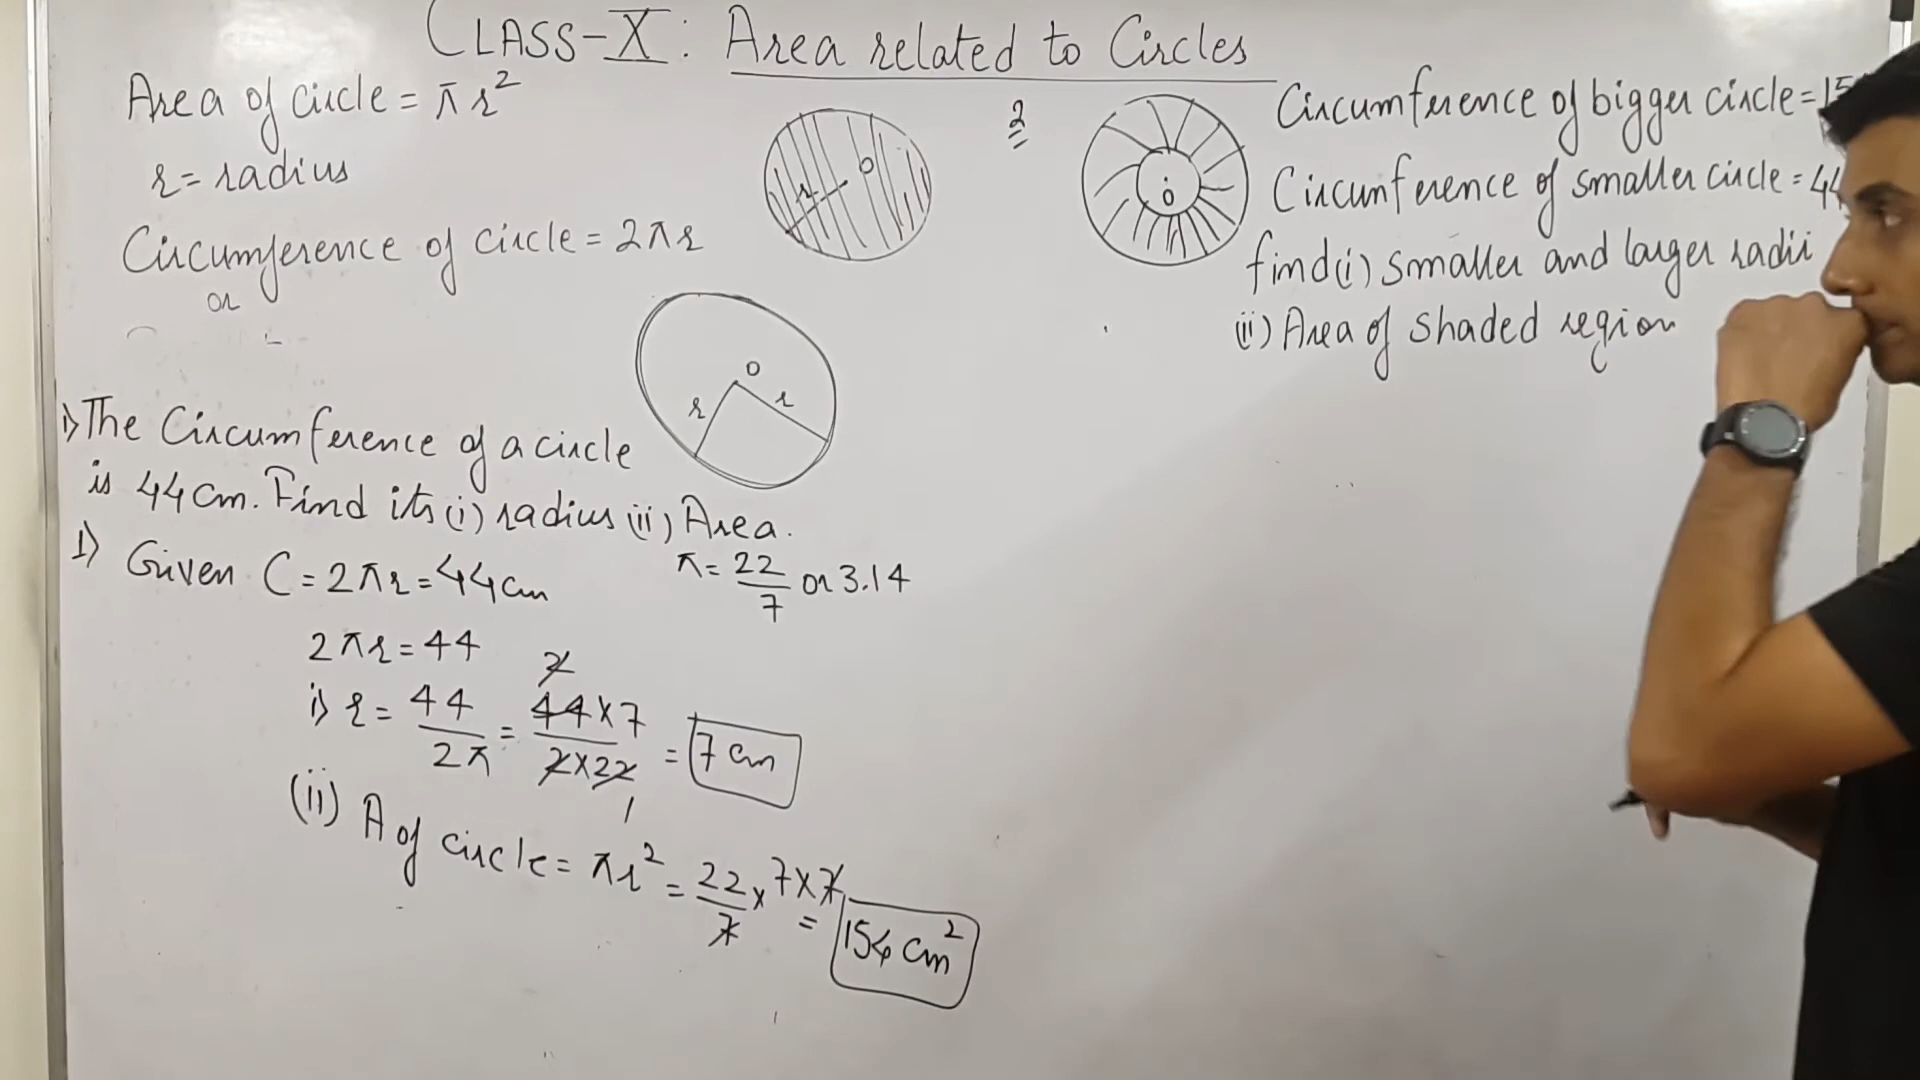 CLASS-X: Area related to Circles
Area of circle = πr²
r = radius
Circumference of circle = 2πr
or
r
O
O
r
r
1) The Circumference of a circle
is 44 cm. Find its (i) radius (ii) Area.
1) Given C = 2πr = 44 cm
π = 22/7 or 3.14
2πr = 44
i) r = 44/2π = 44×7/2×22 = 7 cm
2
1
(ii) A of circle = πr² = 22/7 × 7×7 = 154 cm²
2
O
Circumference of bigger circle = 15
Circumference of smaller circle = 44
find (i) smaller and larger radii
(ii) Area of shaded region